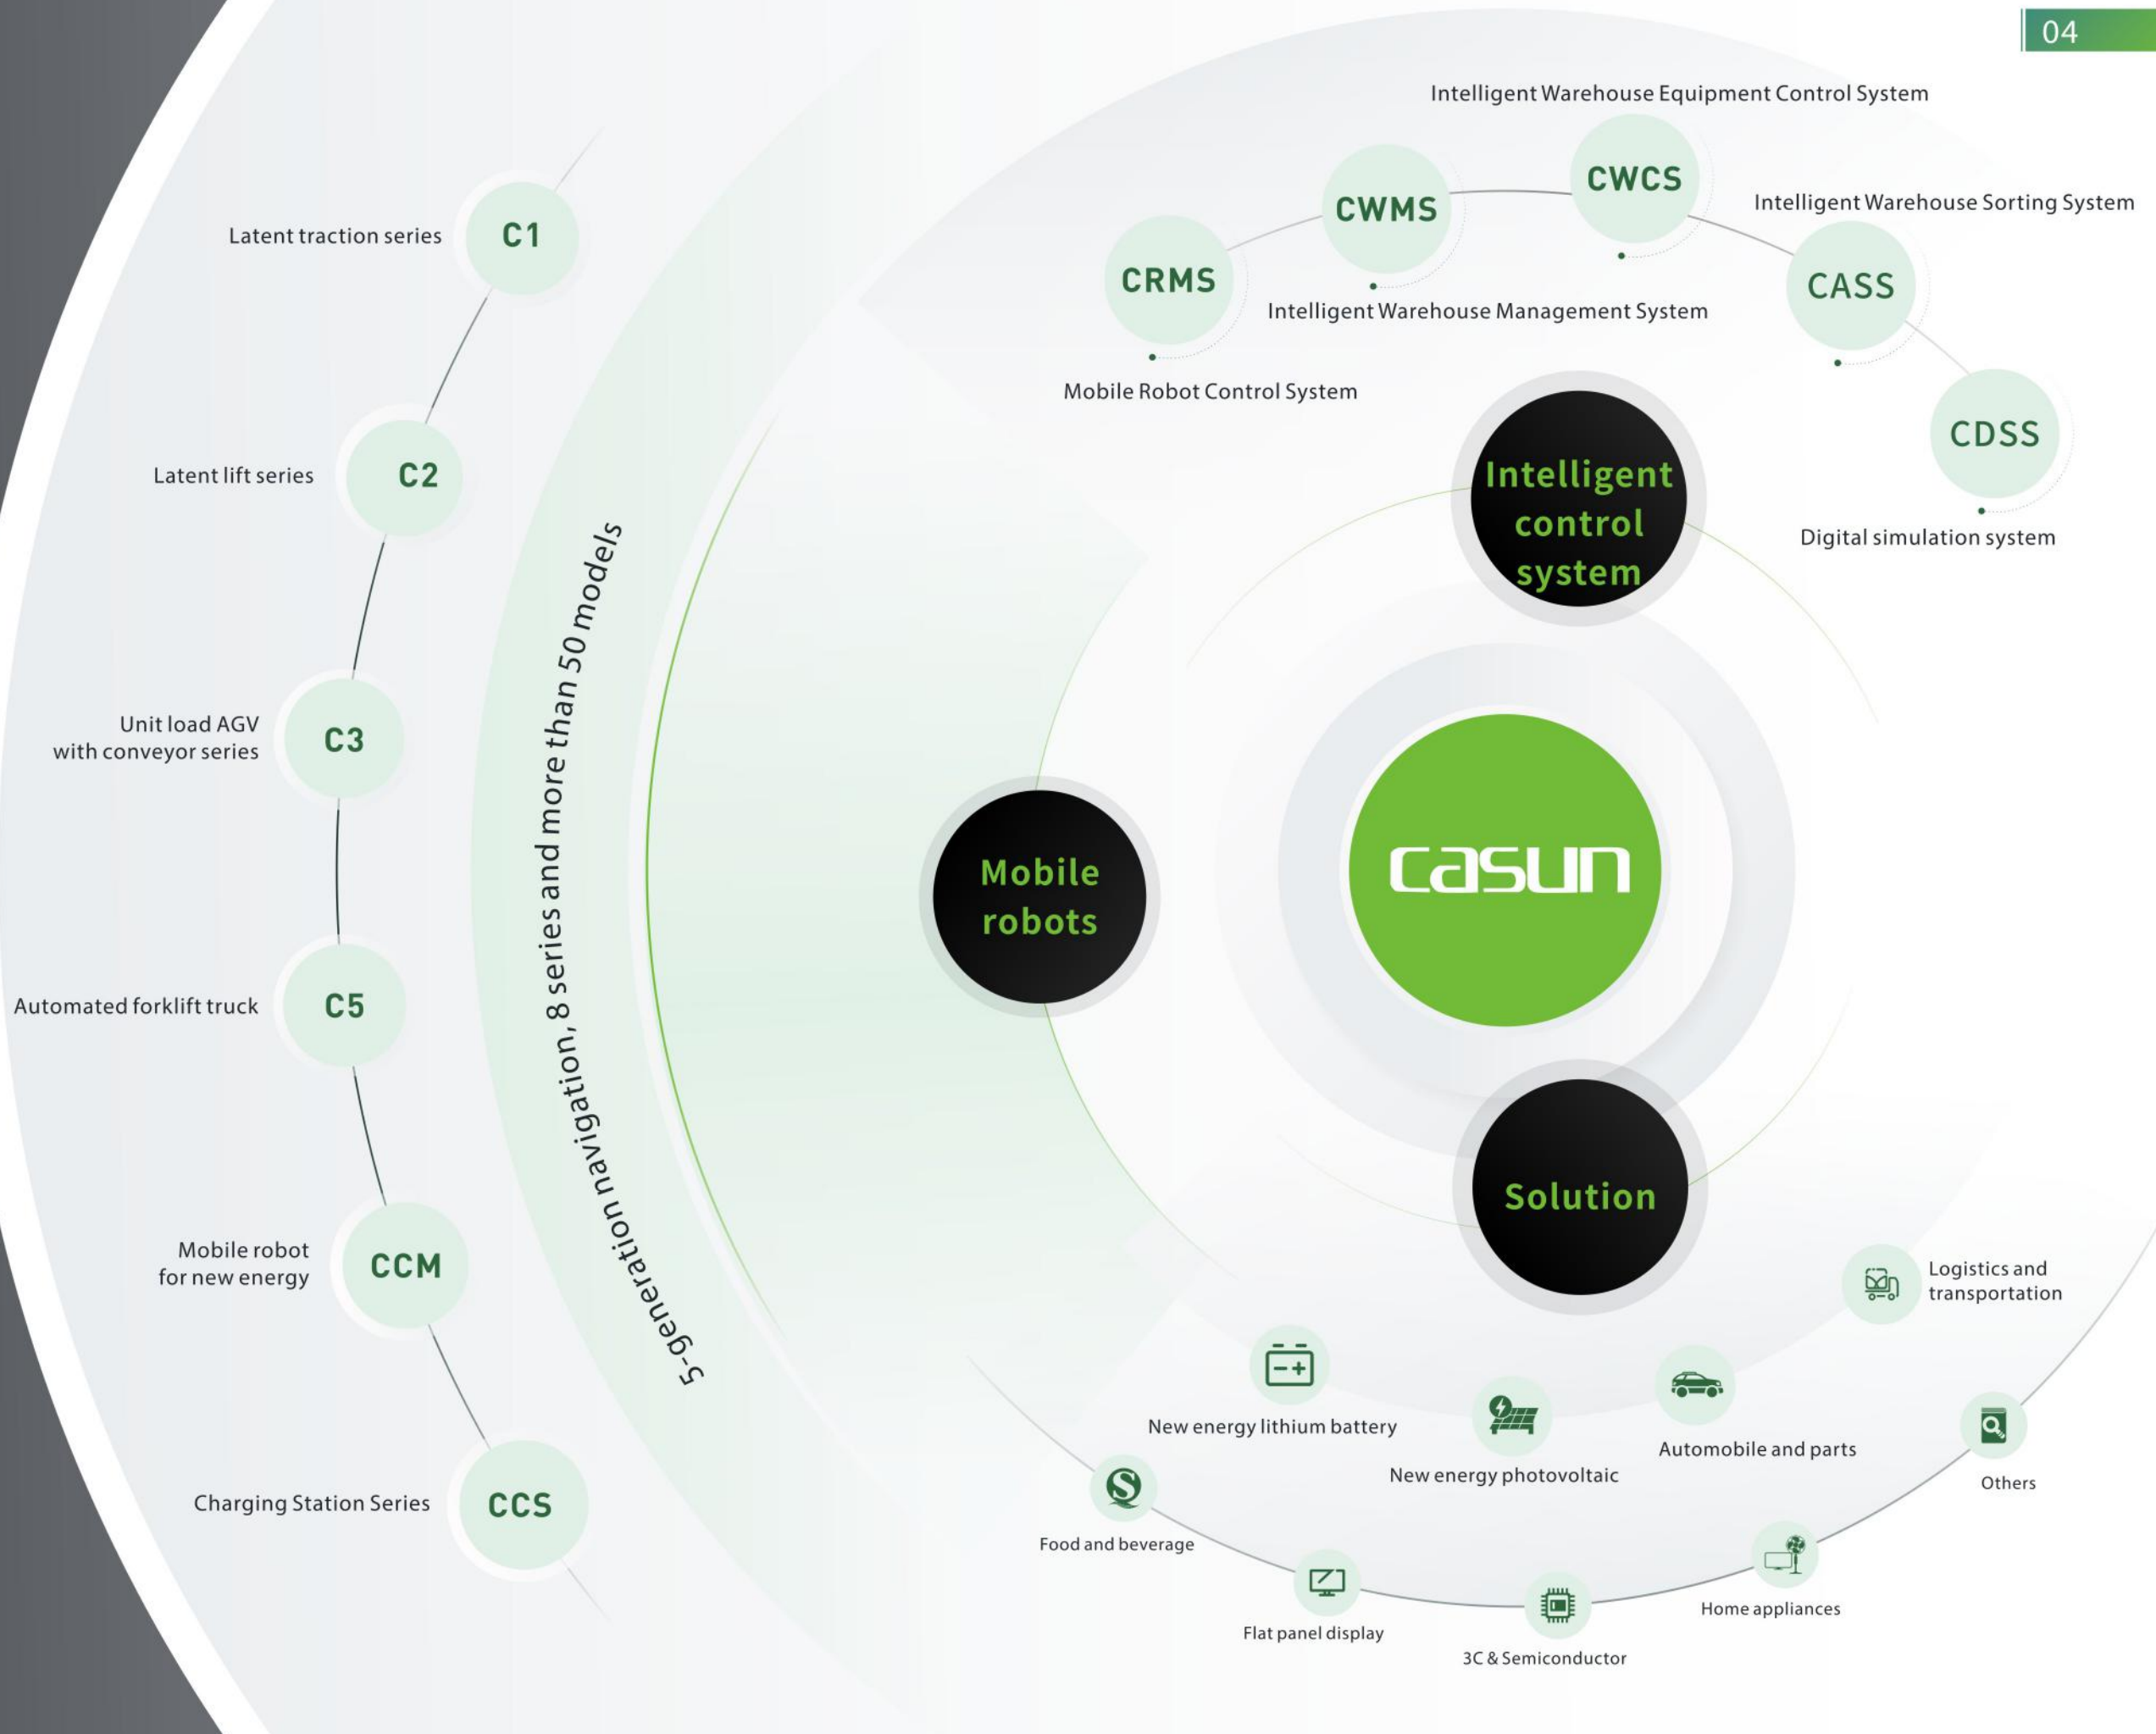 04
Latent traction series
C1
Latent lift series
C2
Unit load AGV
with conveyor series
C3
Automated forklift truck
C5
Mobile robot
for new energy
CCM
Charging Station Series
CCS
5-generation navigation, 8 series and more than 50 models
Mobile
robots
Intelligent Warehouse Equipment Control System
CWCS
CWMS
Intelligent Warehouse Sorting System
CRMS
CASS
Intelligent Warehouse Management System
Mobile Robot Control System
CDSS
Digital simulation system
Intelligent
control
system
casun
Solution
Logistics and
transportation
New energy lithium battery
New energy photovoltaic
Automobile and parts
Others
Food and beverage
Flat panel display
3C & Semiconductor
Home appliances